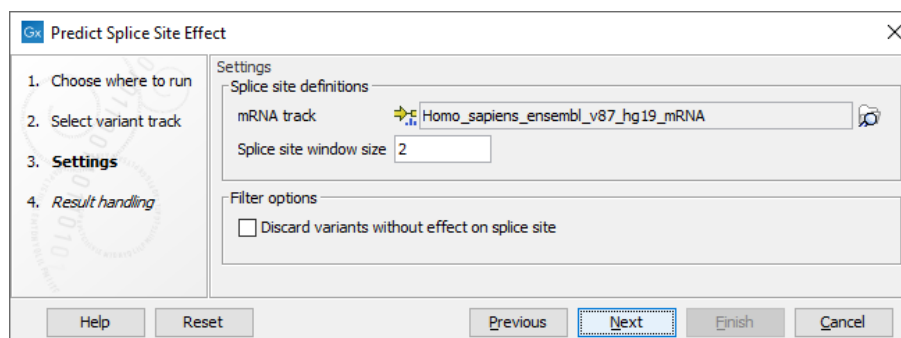 Gx Predict Splice Site Effect
1. Choose where to run
2. Select variant track
3. Settings
4. Result handling
Settings
Splice site definitions
mRNA track Homo_sapiens_ensembl_v87_hg19_mRNA
Splice site window size 2
Filter options
Discard variants without effect on splice site
Help Reset Previous Next Finish Cancel